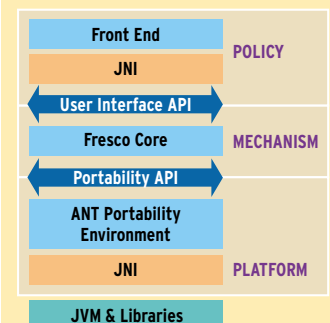 Front End
POLICY
JNI
User Interface API
Fresco Core
MECHANISM
Portability API
ANT Portability
Environment
JNI
PLATFORM
JVM & Libraries